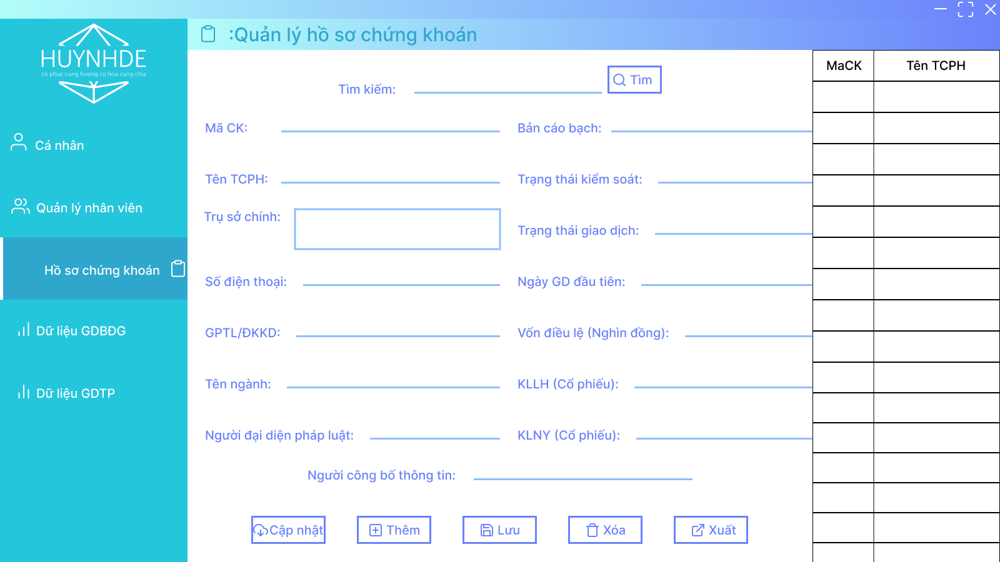 :Quản lý hồ sơ chứng khoán
HUYNHDE
co phuc cung huong co hoa cung chia
Cá nhân
Quản lý nhân viên
Hồ sơ chứng khoán
Dữ liệu GDBĐG
Dữ liệu GDTP
Tìm kiếm:
Tìm
Mã CK:
Bản cáo bạch:
Tên TCPH:
Trạng thái kiểm soát:
Trụ sở chính:
Trạng thái giao dịch:
Số điện thoại:
Ngày GD đầu tiên:
GPTL/ĐKKD:
Vốn điều lệ (Nghìn đồng):
Tên ngành:
KLLH (Cổ phiếu):
Người đại diện pháp luật:
KLNY (Cổ phiếu):
Người công bố thông tin:
Cập nhật
Thêm
Lưu
Xóa
Xuất
MaCK
Tên TCPH